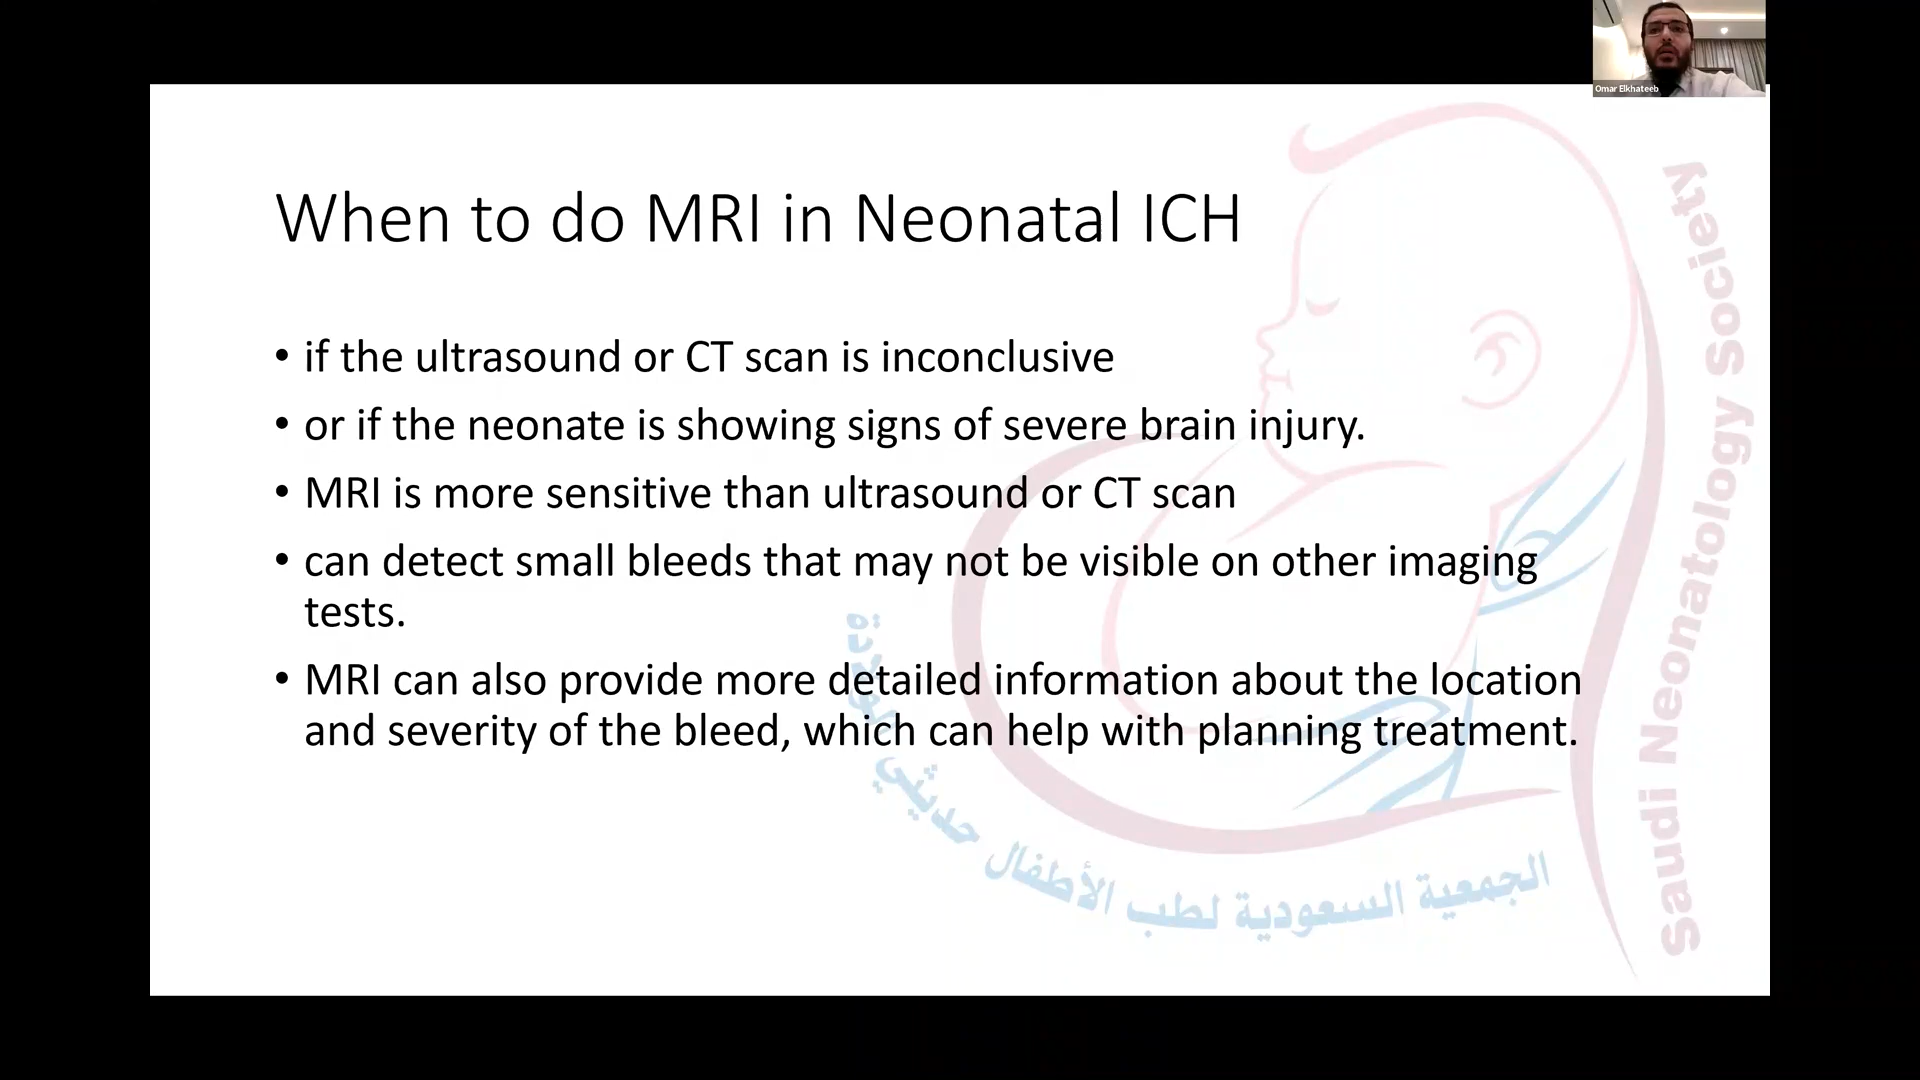 Omar Elkhateeb
When to do MRI in Neonatal ICH
• if the ultrasound or CT scan is inconclusive
• or if the neonate is showing signs of severe brain injury.
• MRI is more sensitive than ultrasound or CT scan
• can detect small bleeds that may not be visible on other imaging
tests.
• MRI can also provide more detailed information about the location
and severity of the bleed, which can help with planning treatment.
Saudi Neonatology Society
الجمعية السعودية لطب الأطفال حديثي